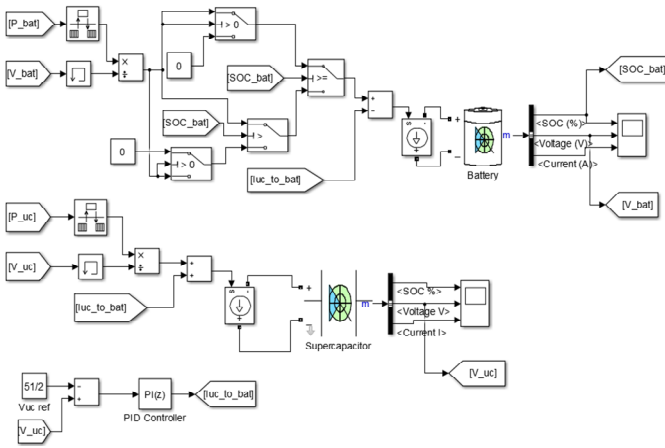 [P_bat]
[V_bat]
×
÷
0
! > 0
[SOC_bat]
! >=
[SOC_bat]
! >
0
! > 0
[Iuc_to_bat]
+
−
s
+
−
m
Battery
<SOC (%)>
<Voltage (V)>
<Current (A)>
[SOC_bat]
[V_bat]
[P_uc]
[V_uc]
×
÷
[Iuc_to_bat]
+
+
s
+
-
m
Supercapacitor
<SOC %>
<Voltage V>
<Current I>
[V_uc]
51/2
Vuc ref
[V_uc]
−
+
PI(z)
PID Controller
[Iuc_to_bat]